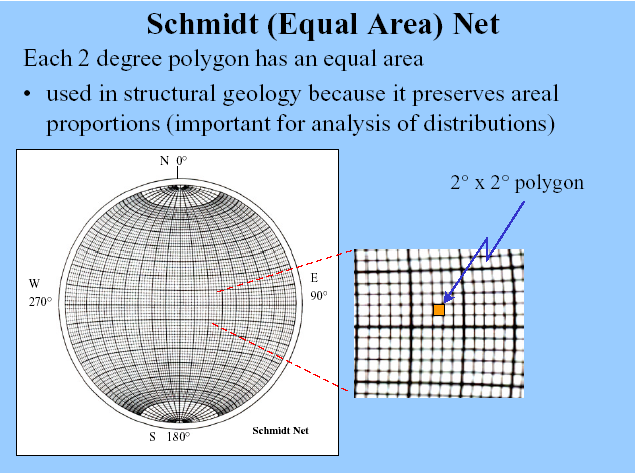 Schmidt (Equal Area) Net
Each 2 degree polygon has an equal area
• used in structural geology because it preserves areal
proportions (important for analysis of distributions)
N 0°
2° x 2° polygon
W
270°
E
90°
S 180°
Schmidt Net